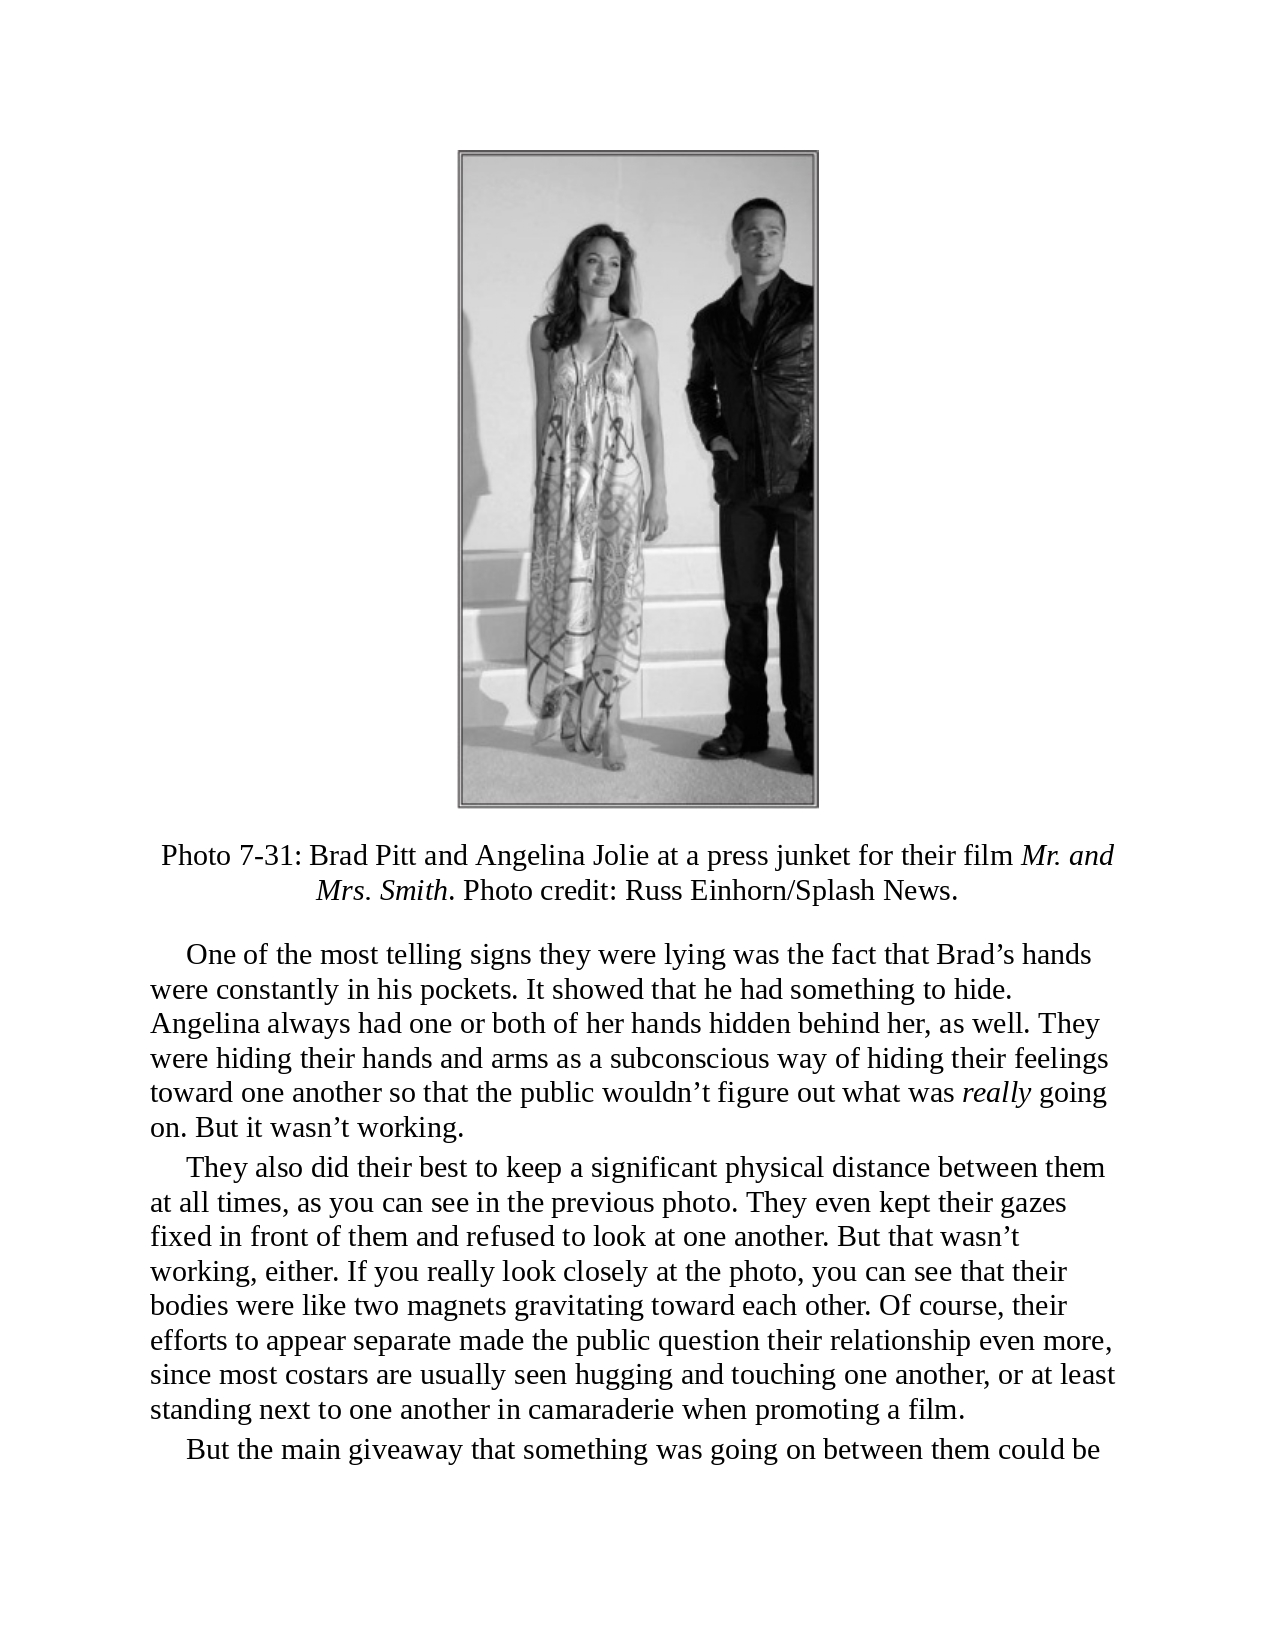 Photo 7-31: Brad Pitt and Angelina Jolie at a press junket for their film Mr. and
Mrs. Smith. Photo credit: Russ Einhorn/Splash News.
One of the most telling signs they were lying was the fact that Brad’s hands
were constantly in his pockets. It showed that he had something to hide.
Angelina always had one or both of her hands hidden behind her, as well. They
were hiding their hands and arms as a subconscious way of hiding their feelings
toward one another so that the public wouldn’t figure out what was really going
on. But it wasn’t working.
They also did their best to keep a significant physical distance between them
at all times, as you can see in the previous photo. They even kept their gazes
fixed in front of them and refused to look at one another. But that wasn’t
working, either. If you really look closely at the photo, you can see that their
bodies were like two magnets gravitating toward each other. Of course, their
efforts to appear separate made the public question their relationship even more,
since most costars are usually seen hugging and touching one another, or at least
standing next to one another in camaraderie when promoting a film.
But the main giveaway that something was going on between them could be